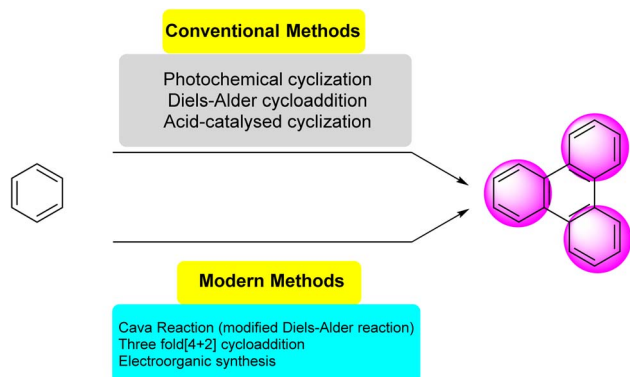 Conventional Methods
Photochemical cyclization
Diels-Alder cycloaddition
Acid-catalysed cyclization
Modern Methods
Cava Reaction (modified Diels-Alder reaction)
Three fold[4+2] cycloaddition
Electroorganic synthesis